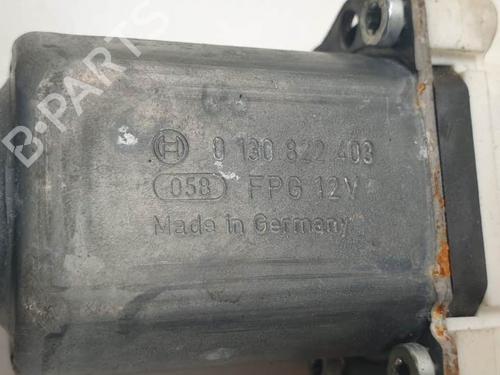 B-PARTS
0 130 822 403
058 FPG 12V
Made in Germany